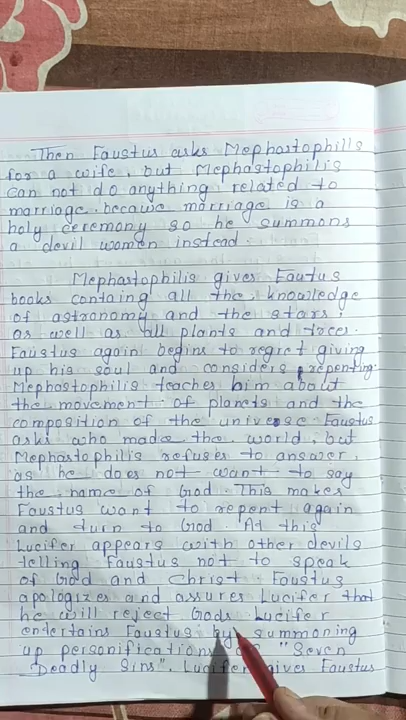 Then Faustus asks Mephastophills
for a wife, but Mephastophilis
can not do anything related to
marriage, because marriage is a
holy ceremony so he summons
a devil women instead.
Mephastophilis gives Fautus
books containg all the knowledge
of astronomy and the stars,
as well as all plants and trees.
Faustus again begins to regret giving
up his soul and considers repenting.
Mephastophilis teaches him about
the movement of planets and the
composition of the universe. Faustus
asks who made the world, but
Mephastophilis refuses to answer,
as he does not want to say
the name of God. This makes
Faustus want to repent again
and turn to God. At this
Lucifer appears with other devils
telling Faustus not to speak
of God and Christ. Faustus
apologizes and assures Lucifer that
he will reject Gods. Lucifer
entertains Faustus by summoning
up personifications "Seven
Deadly Sins". Lucifer gives Faustus